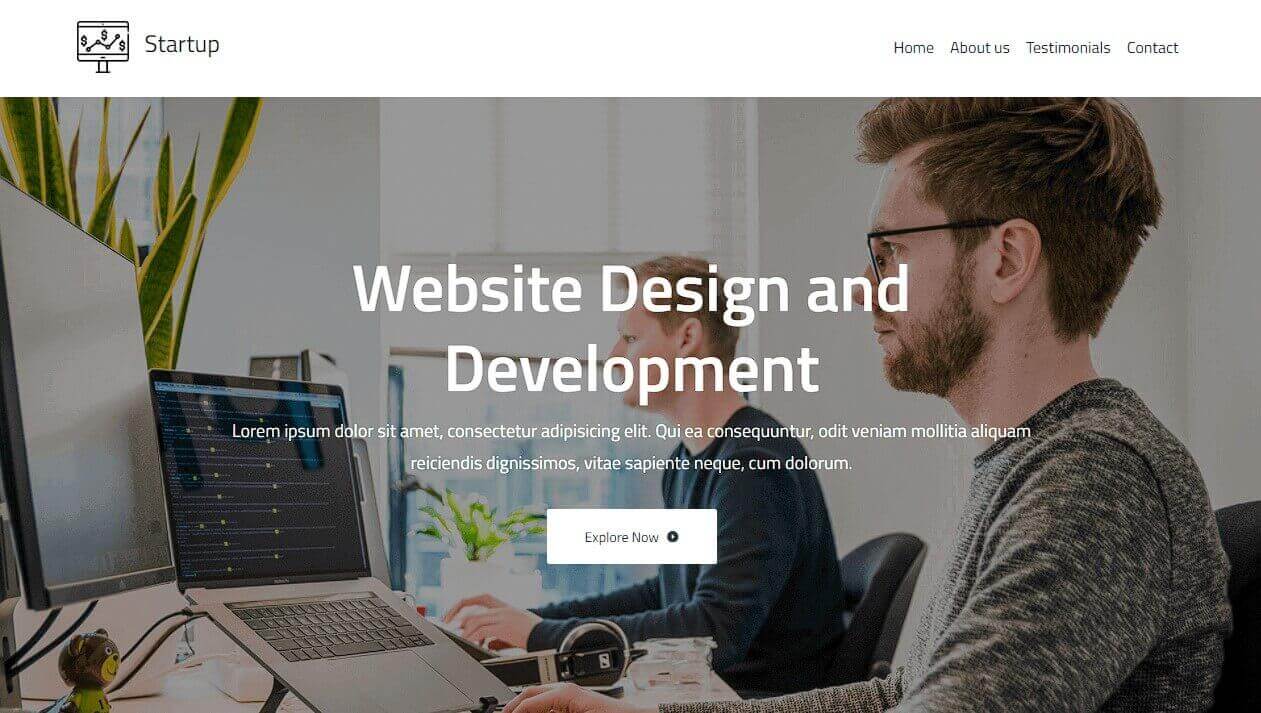 Startup
Home About us Testimonials Contact
Website Design and
Development
Lorem ipsum dolor sit amet, consectetur adipisicing elit. Qui ea consequuntur, odit veniam mollitia aliquam
reiciendis dignissimos, vitae sapiente neque, cum dolorum.
Explore Now